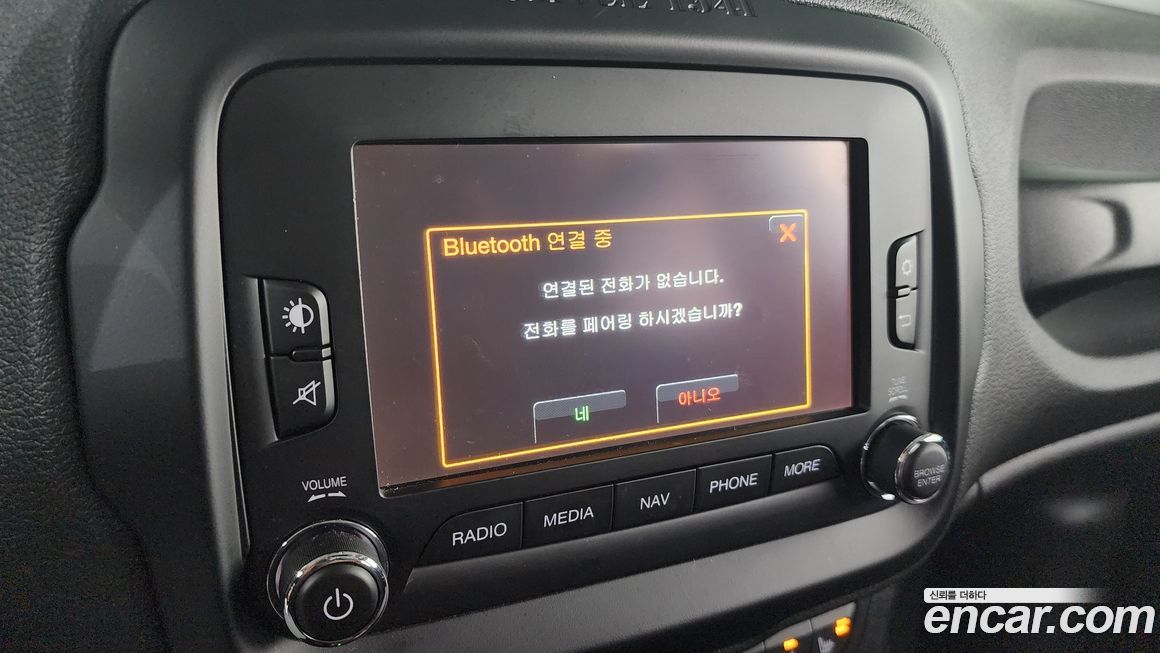 Bluetooth 연결 중
연결된 전화가 없습니다.
전화를 페어링 하시겠습니까?
네
아니오
VOLUME
RADIO
MEDIA
NAV
PHONE
MORE
TUNE
SCROLL
BROWSE
ENTER
신뢰를 더하다
encar.com